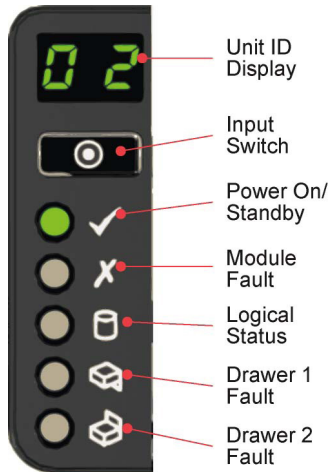 02
Unit ID
Display
Input
Switch
Power On/
Standby
Module
Fault
Logical
Status
Drawer 1
Fault
Drawer 2
Fault